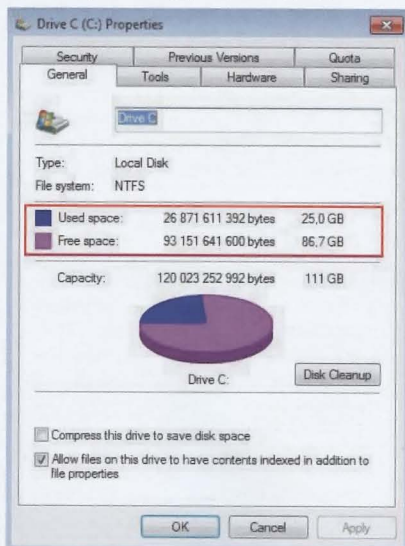 Drive C (C:) Properties
Security Previous Versions Quota
General Tools Hardware Sharing
Drive C
Type: Local Disk
File system: NTFS
Used space: 26 871 611 392 bytes 25,0 GB
Free space: 93 151 641 600 bytes 86,7 GB
Capacity: 120 023 252 992 bytes 111 GB
Drive C:
Disk Cleanup
Compress this drive to save disk space
Allow files on this drive to have contents indexed in addition to
file properties
OK Cancel Apply